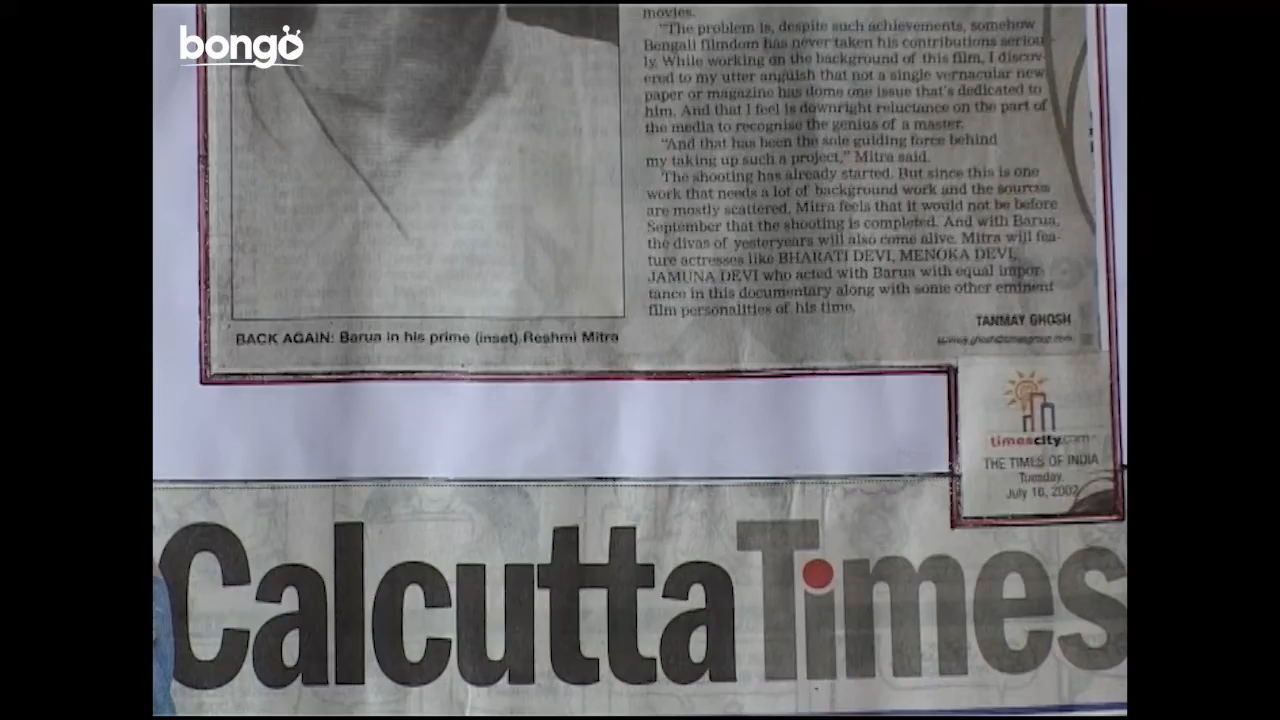 bongo
movies.
"The problem is, despite such achievements, somehow
Bengali filmdom has never taken his contributions seriou
ly. While working on the background of this film, I discov-
ered to my utter anguish that not a single vernacular new
paper or magazine has dome one issue that's dedicated to
him. And that I feel is downright reluctance on the part of
the media to recognise the genius of a master.
"And that has been the sole guiding force behind
my taking up such a project," Mitra said.
The shooting has already started. But since this is one
work that needs a lot of background work and the sources
are mostly scattered, Mitra feels that it would not be before
September that the shooting is completed. And with Barua,
the divas of yesteryears will also come alive. Mitra will fea-
ture actresses like BHARATI DEVI, MENOKA DEVI,
JAMUNA DEVI who acted with Barua with equal impor-
tance in this documentary along with some other eminent
film personalities of his time.
TANMAY GHOSH
BACK AGAIN: Barua in his prime (inset) Reshmi Mitra
timescity.com
THE TIMES OF INDIA
Tuesday,
July 16, 2002
Calcutta Times